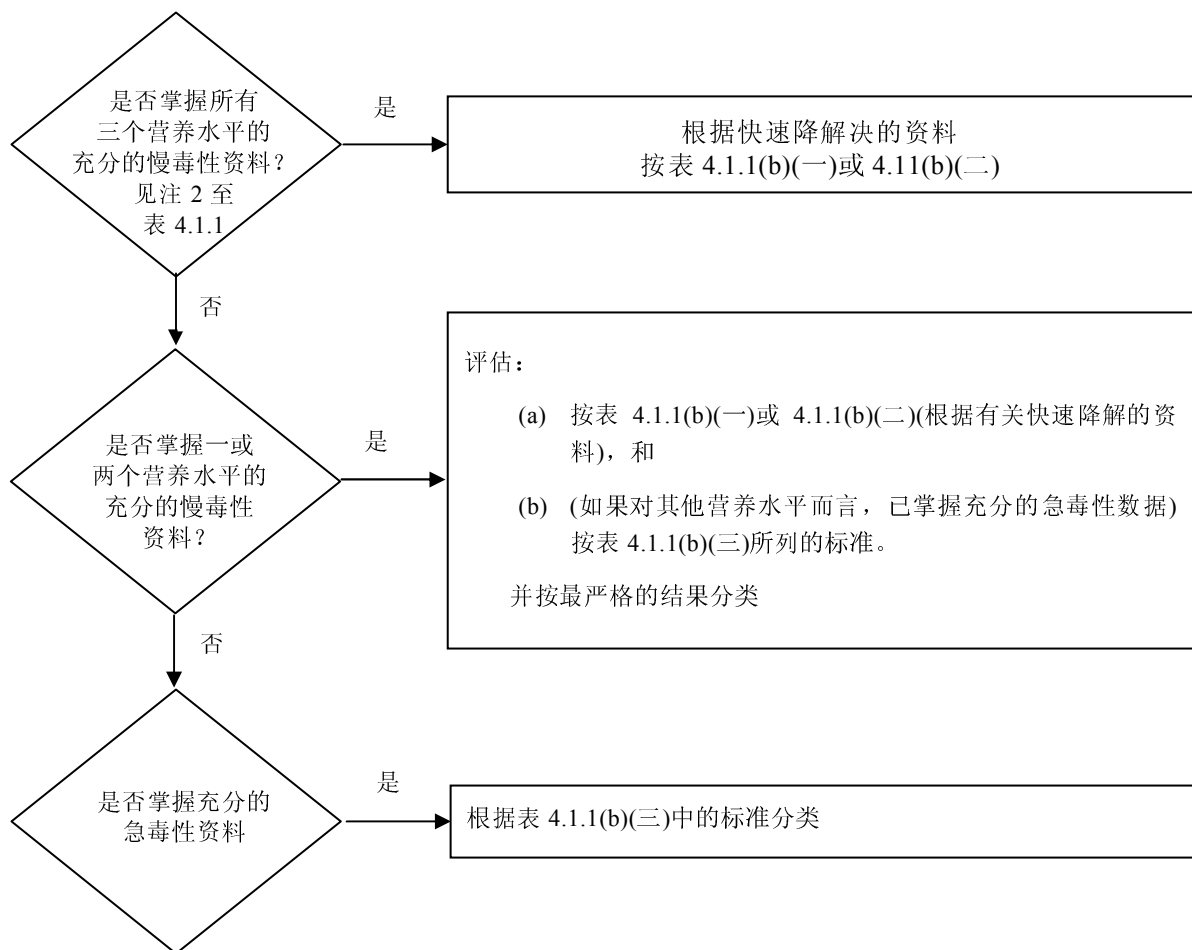 是否掌握所有
三个营养水平的
充分的慢毒性资料？
见注 2 至
表 4.1.1
是
根据快速降解决的资料
按表 4.1.1(b)(一)或 4.11(b)(二)
否
是否掌握一或
两个营养水平的
充分的慢毒性
资料？
是
评估：
(a) 按表 4.1.1(b)(一)或 4.1.1(b)(二)(根据有关快速降解的资
料)，和
(b) (如果对其他营养水平而言，已掌握充分的急毒性数据)
按表 4.1.1(b)(三)所列的标准。
并按最严格的结果分类
否
是否掌握充分的
急毒性资料
是
根据表 4.1.1(b)(三)中的标准分类